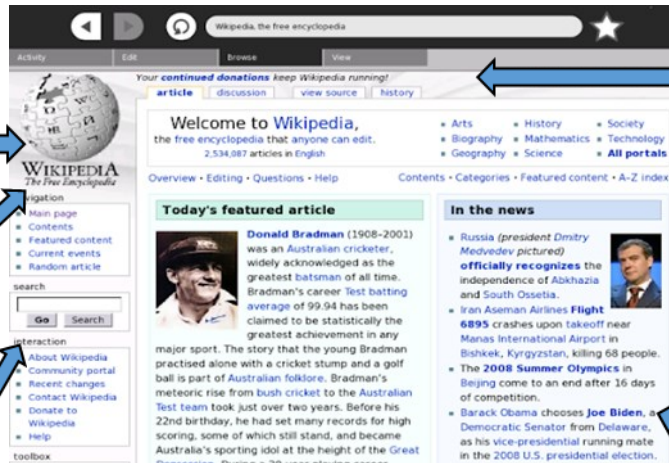 Wikipedia, the free encyclopedia
Activity Edit Browse View
Your continued donations keep Wikipedia running!
article discussion view source history
WIKIPEDIA
The Free Encyclopedia
vigation
Main page
Contents
Featured content
Current events
Random article
search
Go Search
interaction
About Wikipedia
Community portal
Recent changes
Contact Wikipedia
Donate to
Wikipedia
Help
toolbox
Welcome to Wikipedia,
the free encyclopedia that anyone can edit.
2,534,087 articles in English
Arts History Society
Biography Mathematics Technology
Geography Science All portals
Overview · Editing · Questions · Help
Contents · Categories · Featured content · A–Z index
Today's featured article
Donald Bradman (1908–2001)
was an Australian cricketer,
widely acknowledged as the
greatest batsman of all time.
Bradman's career Test batting
average of 99.94 has been
claimed to be statistically the
greatest achievement in any
major sport. The story that the young Bradman
practised alone with a cricket stump and a golf
ball is part of Australian folklore. Bradman's
meteoric rise from bush cricket to the Australian
Test team took just over two years. Before his
22nd birthday, he had set many records for high
scoring, some of which still stand, and became
Australia's sporting idol at the height of the Great
In the news
Russia (president Dmitry
Medvedev pictured)
officially recognizes the
independence of Abkhazia
and South Ossetia.
Iran Aseman Airlines Flight
6895 crashes upon takeoff near
Manas International Airport in
Bishkek, Kyrgyzstan, killing 68 people.
The 2008 Summer Olympics in
Beijing come to an end after 16 days
of competition.
Barack Obama chooses Joe Biden, a
Democratic Senator from Delaware,
as his vice-presidential running mate
in the 2008 U.S. presidential election.